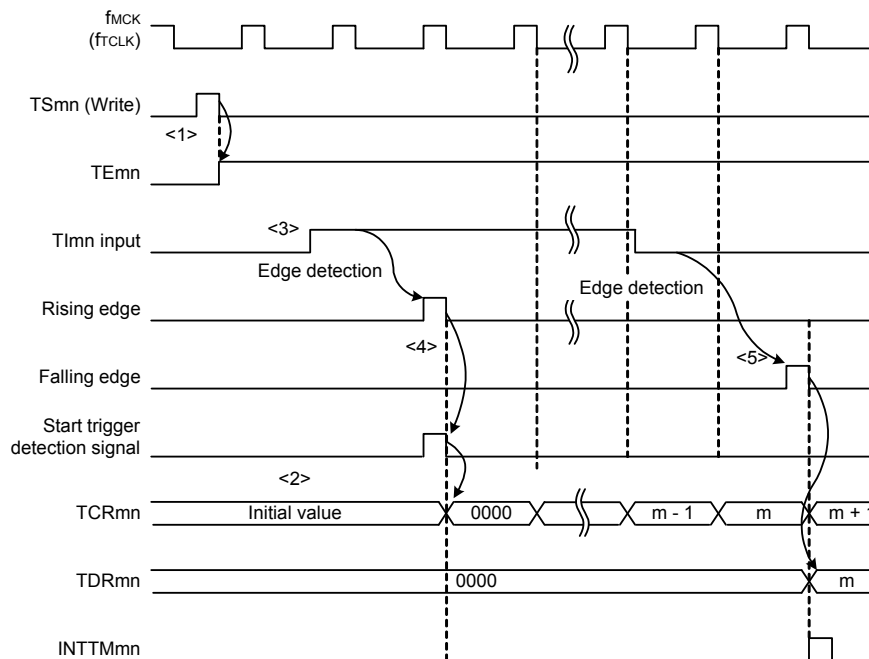 fMCK
(fTCLK)
TSmn (Write)
<1>
TEmn
TImn input
<3>
Edge detection
Edge detection
Rising edge
<4>
<5>
Falling edge
Start trigger
detection signal
<2>
TCRmn
Initial value
0000
m - 1
m
m + 1
TDRmn
0000
m
INTTMmn